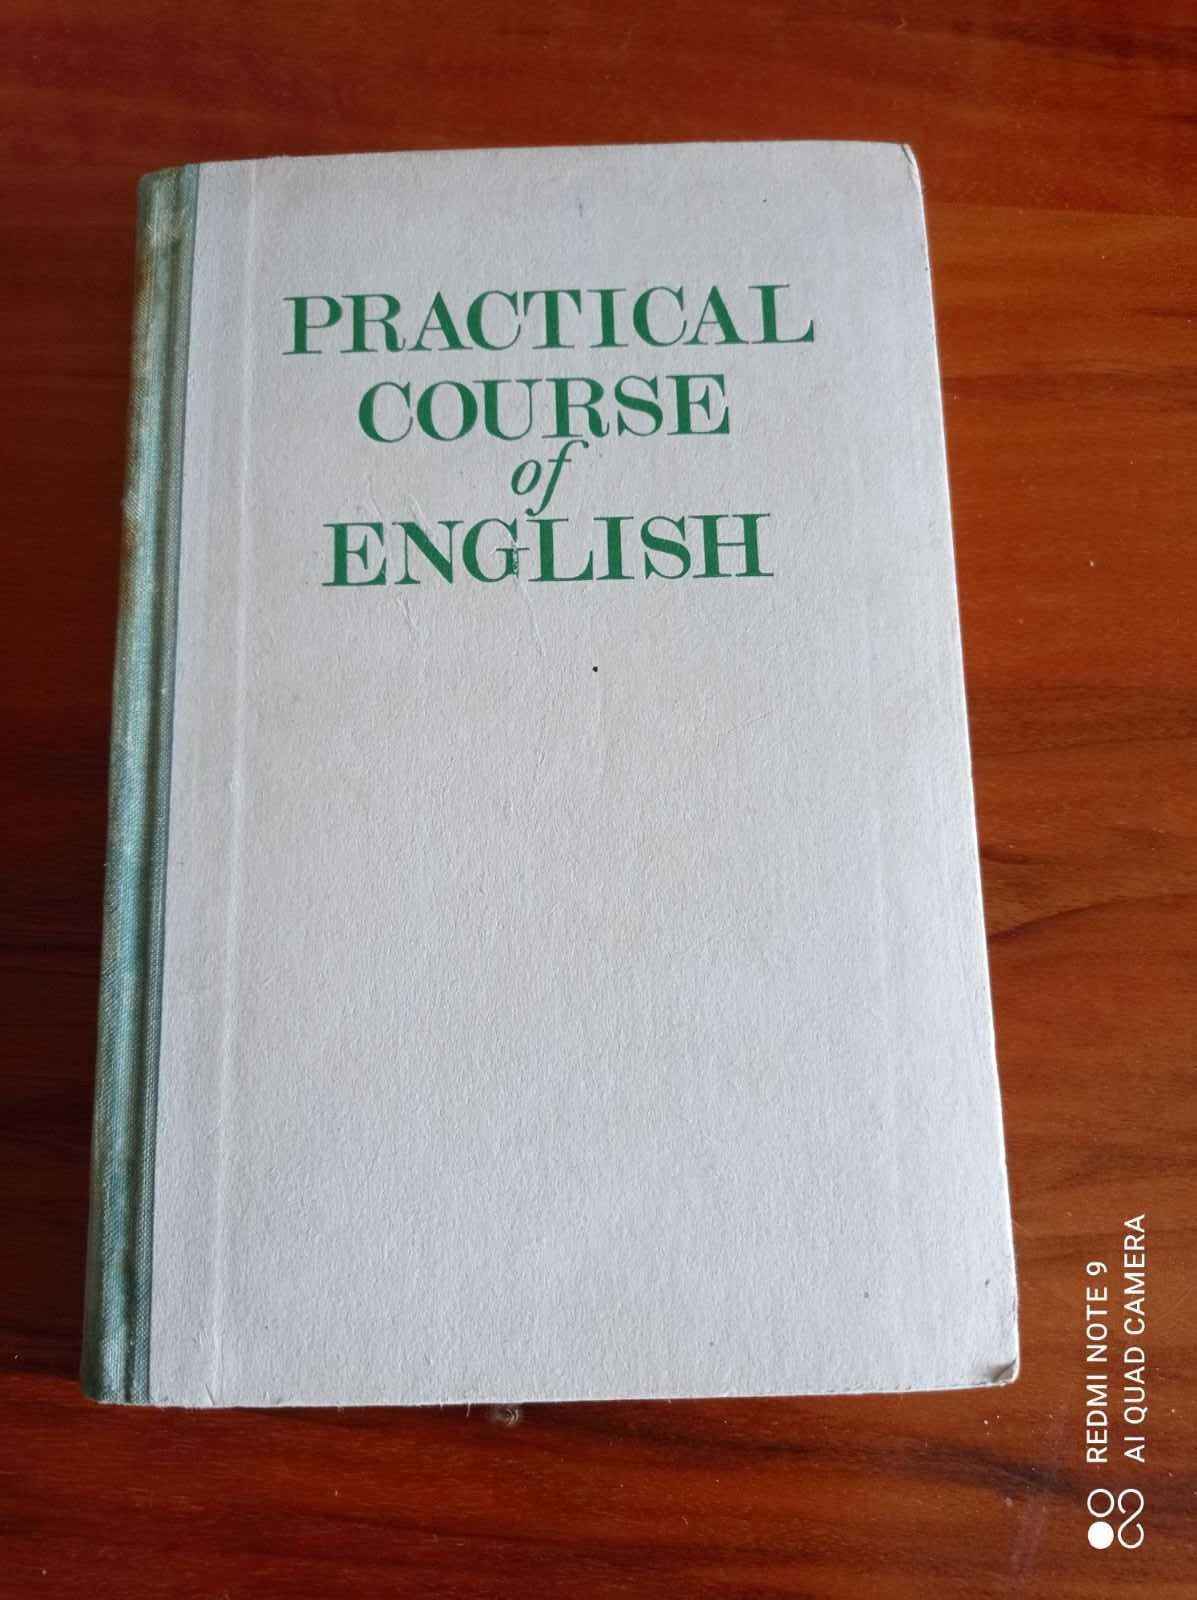 PRACTICAL
COURSE
of
ENGLISH
REDMI NOTE 9
AI QUAD CAMERA